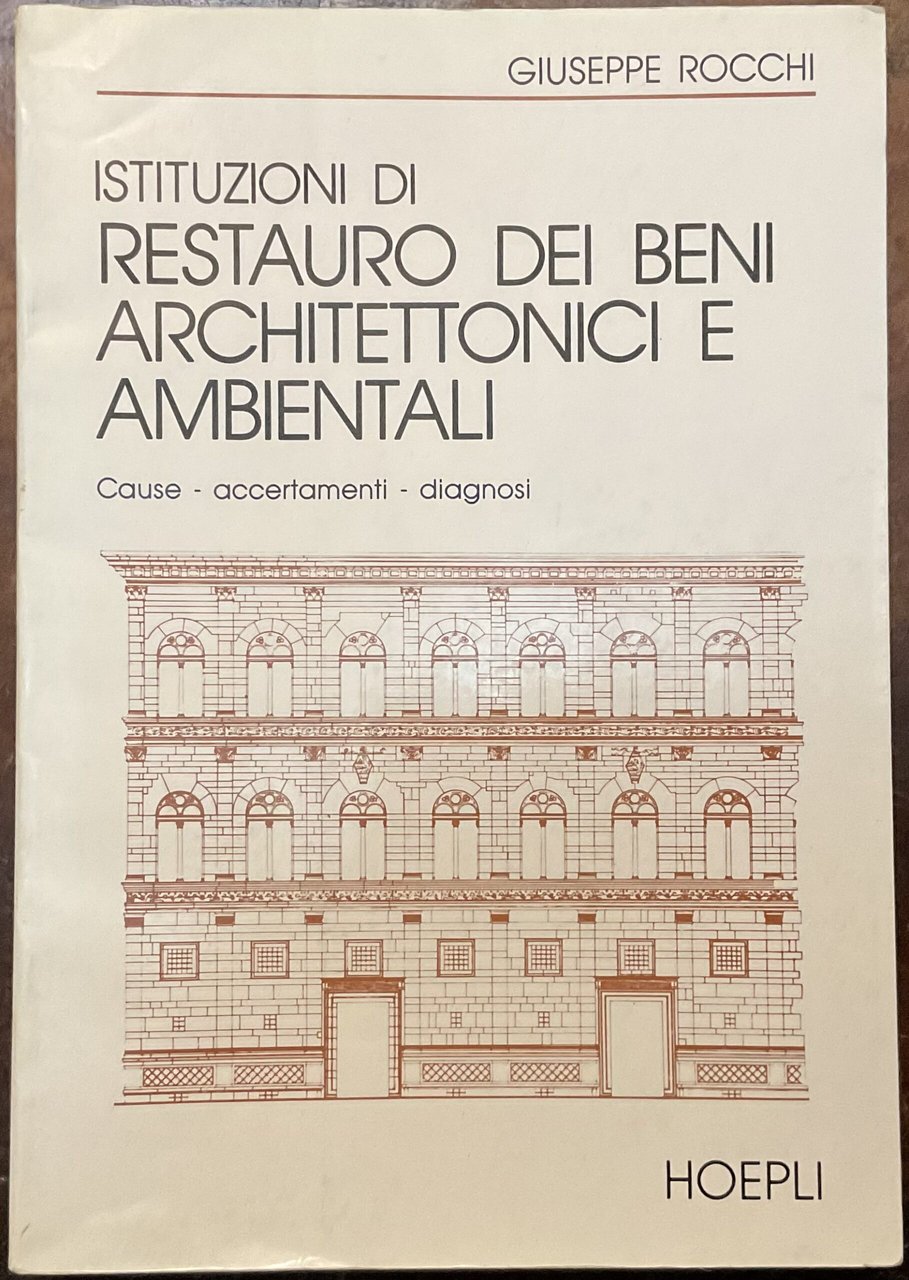 GIUSEPPE ROCCHI
ISTITUZIONI DI
RESTAURO DEI BENI
ARCHITETTONICI E
AMBIENTALI
Cause - accertamenti - diagnosi
HOEPLI